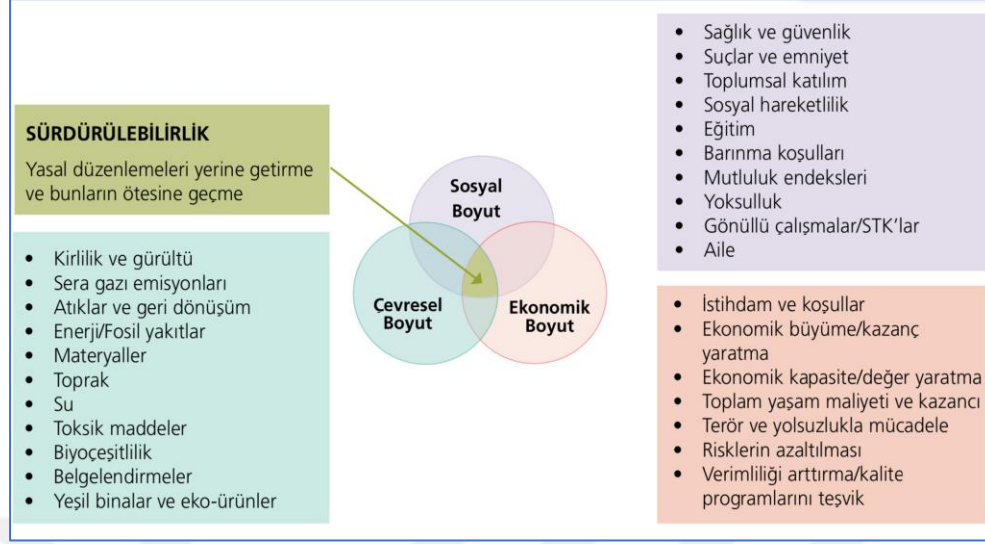 SÜRDÜRÜLEBİLİRLİK
Yasal düzenlemeleri yerine getirme
ve bunların ötesine geçme
• Kirlilik ve gürültü
• Sera gazı emisyonları
• Atıklar ve geri dönüşüm
• Enerji/Fosil yakıtlar
• Materyaller
• Toprak
• Su
• Toksik maddeler
• Biyoçeşitlilik
• Belgelendirmeler
• Yeşil binalar ve eko-ürünler
Sosyal
Boyut
Çevresel
Boyut
Ekonomik
Boyut
• Sağlık ve güvenlik
• Suçlar ve emniyet
• Toplumsal katılım
• Sosyal hareketlilik
• Eğitim
• Barınma koşulları
• Mutluluk endeksleri
• Yoksulluk
• Gönüllü çalışmalar/STK'lar
• Aile
• İstihdam ve koşullar
• Ekonomik büyüme/kazanç
yaratma
• Ekonomik kapasite/değer yaratma
• Toplam yaşam maliyeti ve kazancı
• Terör ve yolsuzlukla mücadele
• Risklerin azaltılması
• Verimliliği arttırma/kalite
programlarını teşvik